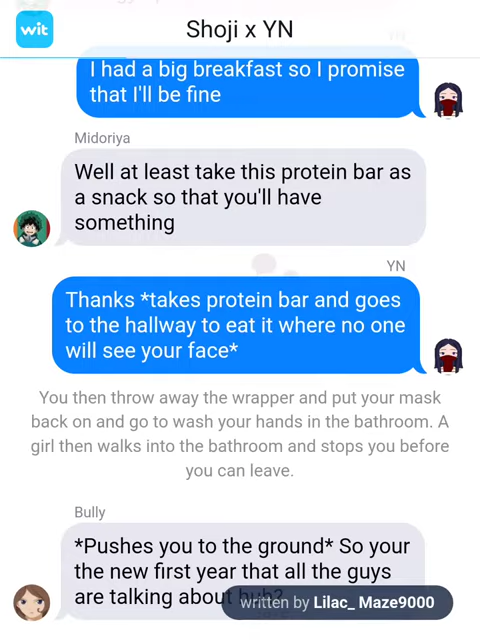 wit
Shoji x YN
I had a big breakfast so I promise
that I'll be fine
Midoriya
Well at least take this protein bar as
a snack so that you'll have
something
YN
Thanks *takes protein bar and goes
to the hallway to eat it where no one
will see your face*
You then throw away the wrapper and put your mask
back on and go to wash your hands in the bathroom. A
girl then walks into the bathroom and stops you before
you can leave.
Bully
*Pushes you to the ground* So your
the new first year that all the guys
are talking about huh?
written by Lilac_ Maze9000